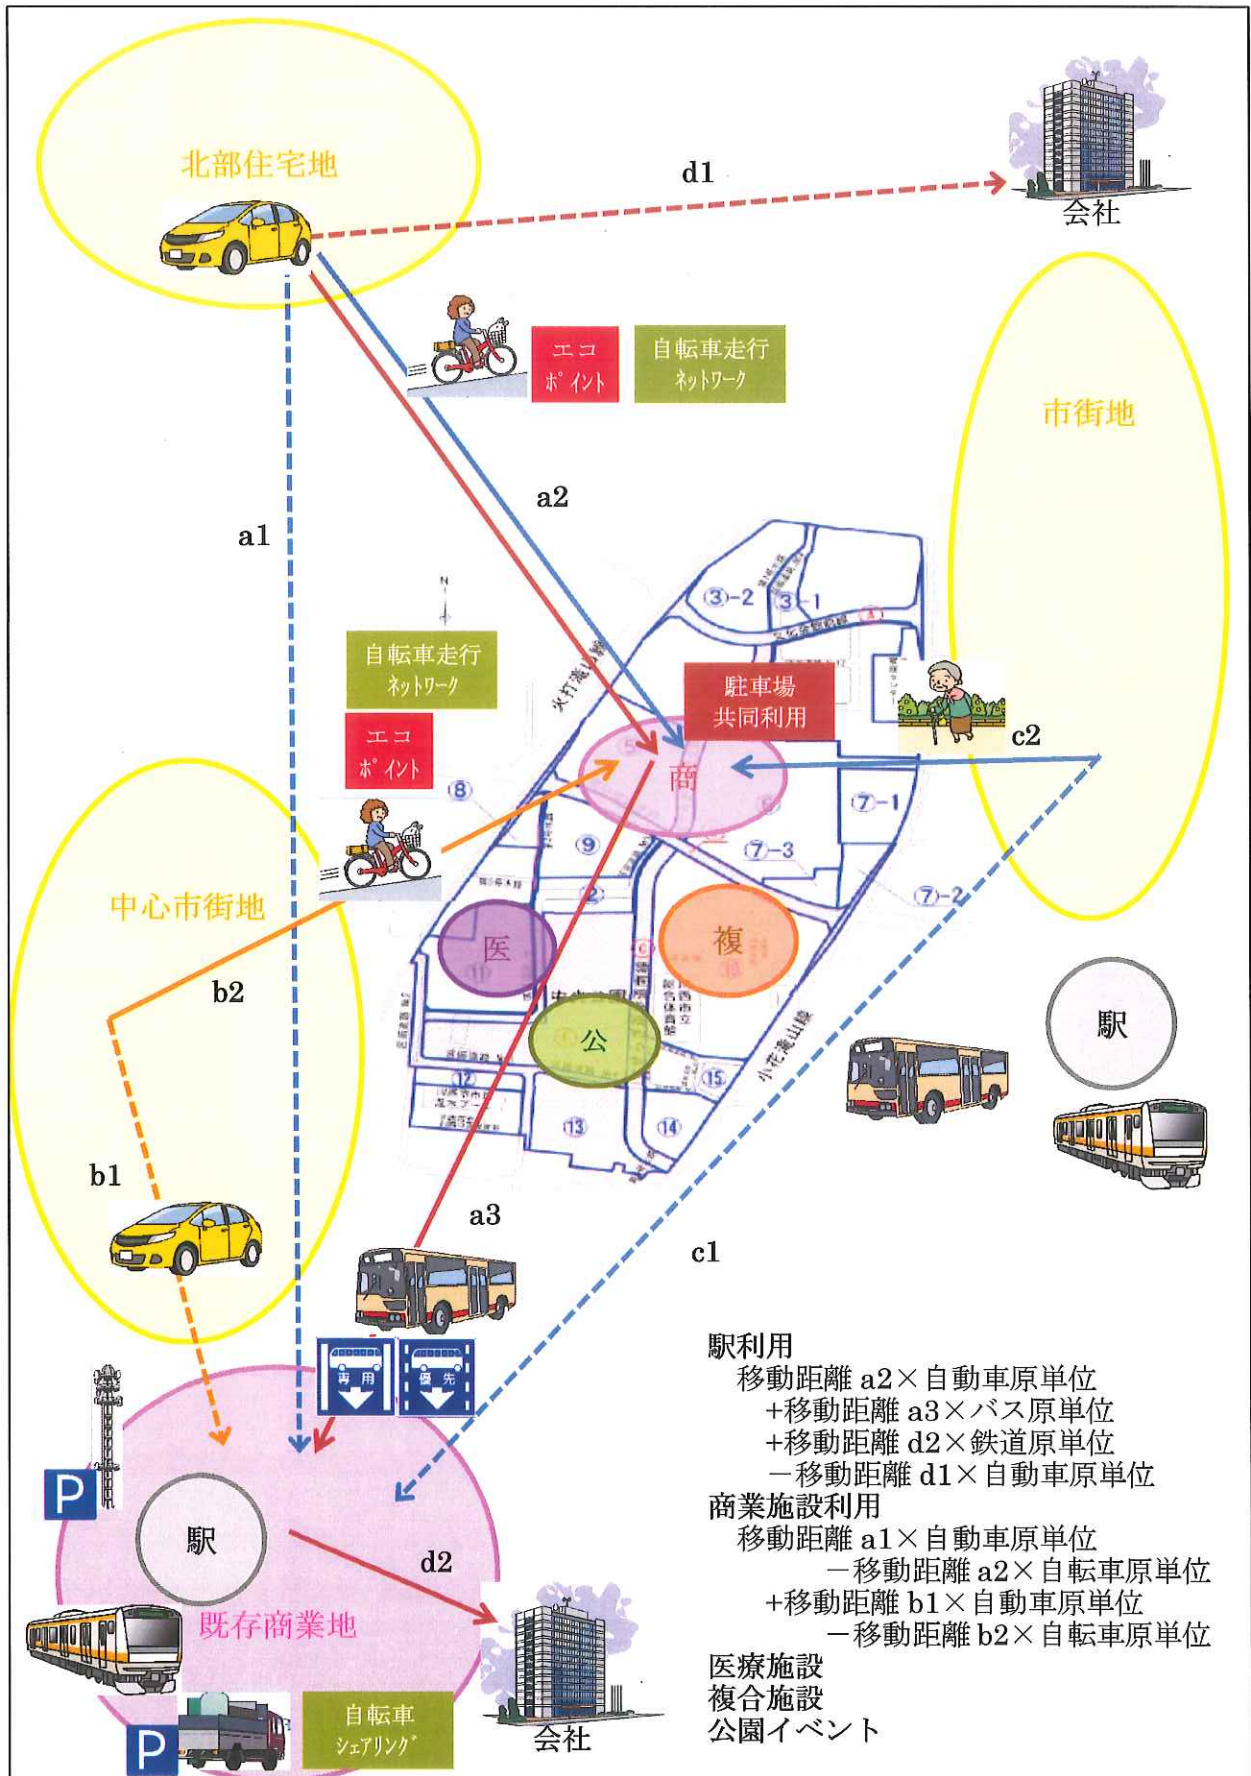 北部住宅地
d1
会社
エコ
ポイント
自転車走行
ネットワーク
市街地
a2
a1
N
③-2
③-1
自転車走行
ネットワーク
火打滝山線
駐車場
共同利用
エコ
ポイント
c2
商
⑧
⑦-1
⑨
⑦-3
⑦-2
中心市街地
医
複
⑪
b2
公
駅
小花滝山線
⑫
⑮
⑬
⑭
b1
a3
c1
専用
優先
駅利用
移動距離 a2×自動車原単位
+移動距離 a3×バス原単位
+移動距離 d2×鉄道原単位
－移動距離 d1×自動車原単位
商業施設利用
移動距離 a1×自動車原単位
－移動距離 a2×自転車原単位
+移動距離 b1×自動車原単位
－移動距離 b2×自転車原単位
医療施設
複合施設
公園イベント
P
駅
d2
既存商業地
会社
P
自転車
シェアリング